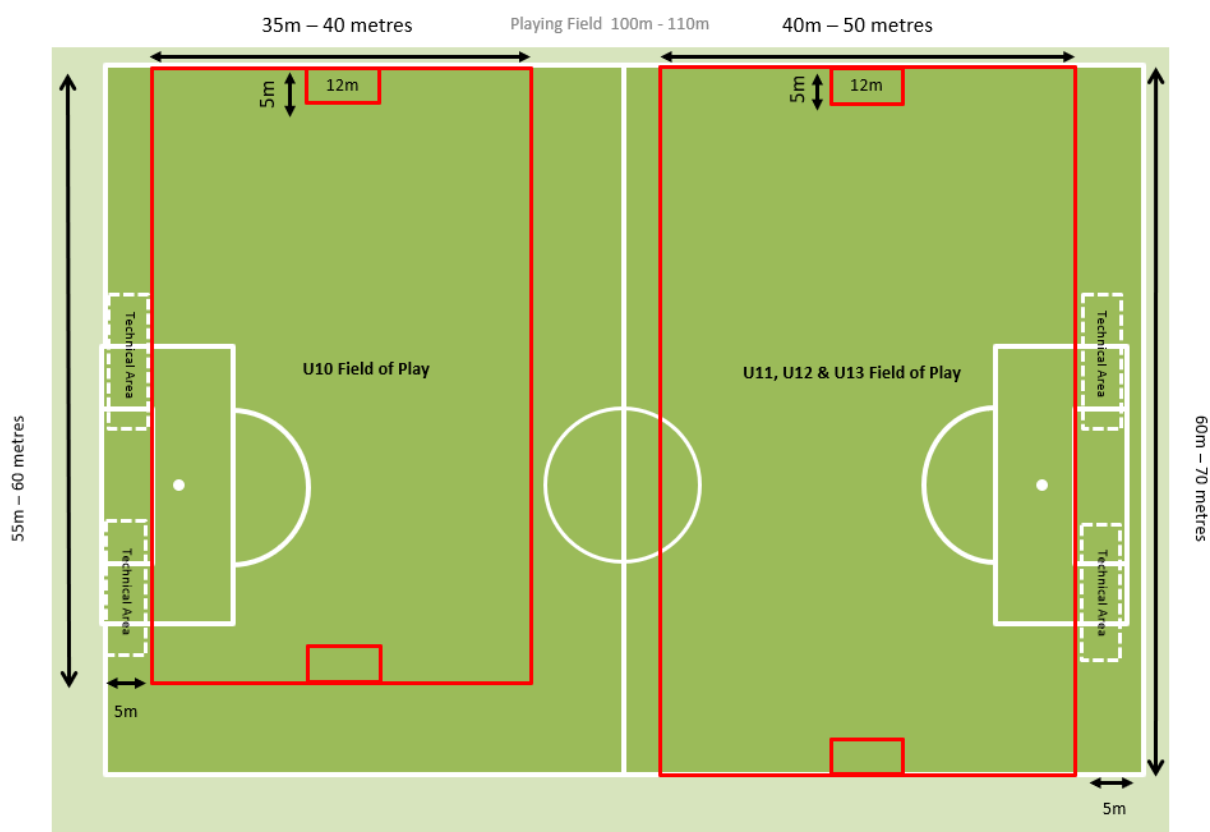 35m – 40 metres
Playing Field  100m - 110m
40m – 50 metres
5m
12m
5m
12m
Technical Area
Technical Area
U10 Field of Play
U11, U12 & U13 Field of Play
55m – 60 metres
60m – 70 metres
Technical Area
Technical Area
5m
5m